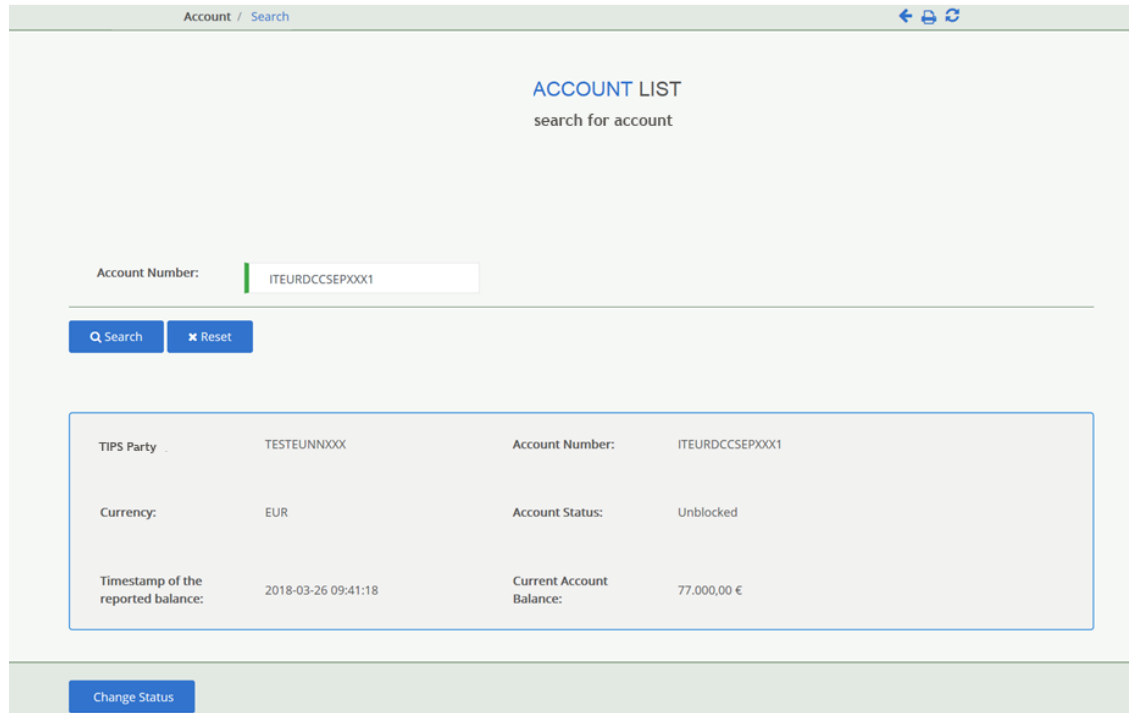 Account / Search
ACCOUNT LIST
search for account
Account Number:
ITEURDCCSEPXXX1
Search
Reset
TIPS Party
TESTEUNNXXX
Account Number:
ITEURDCCSEPXXX1
Currency:
EUR
Account Status:
Unblocked
Timestamp of the
reported balance:
2018-03-26 09:41:18
Current Account
Balance:
77.000,00 €
Change Status